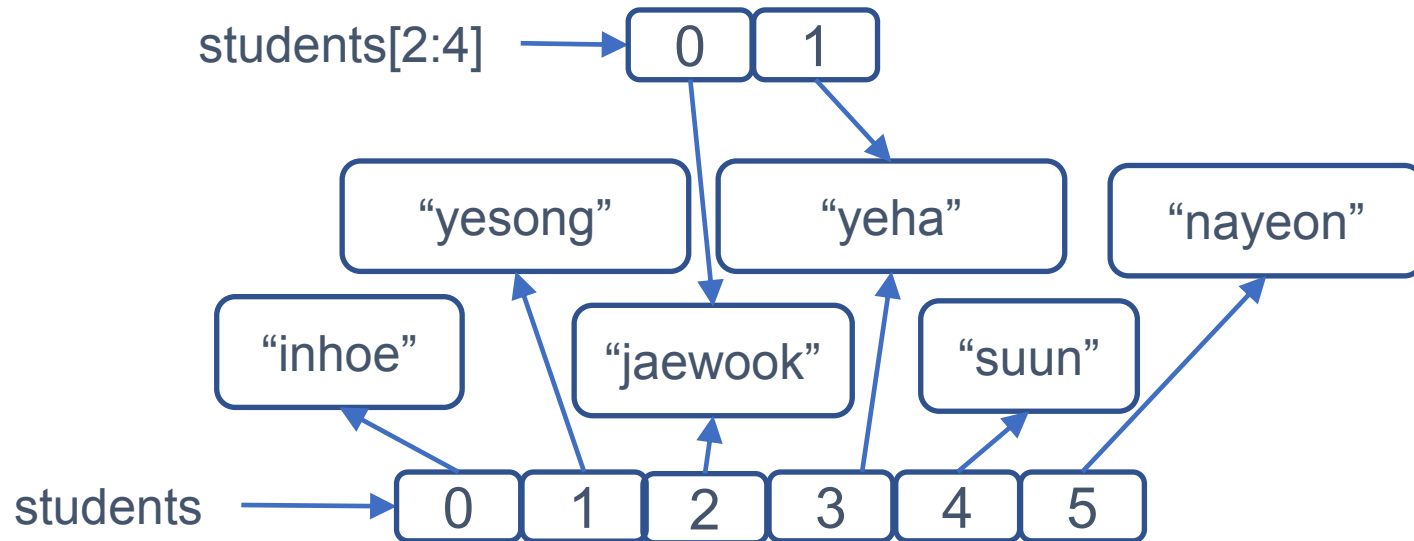 students[2:4]
0 1
“yesong” “yeha” “nayeon”
“inhoe” “jaewook” “suun”
students
0 1 2 3 4 5